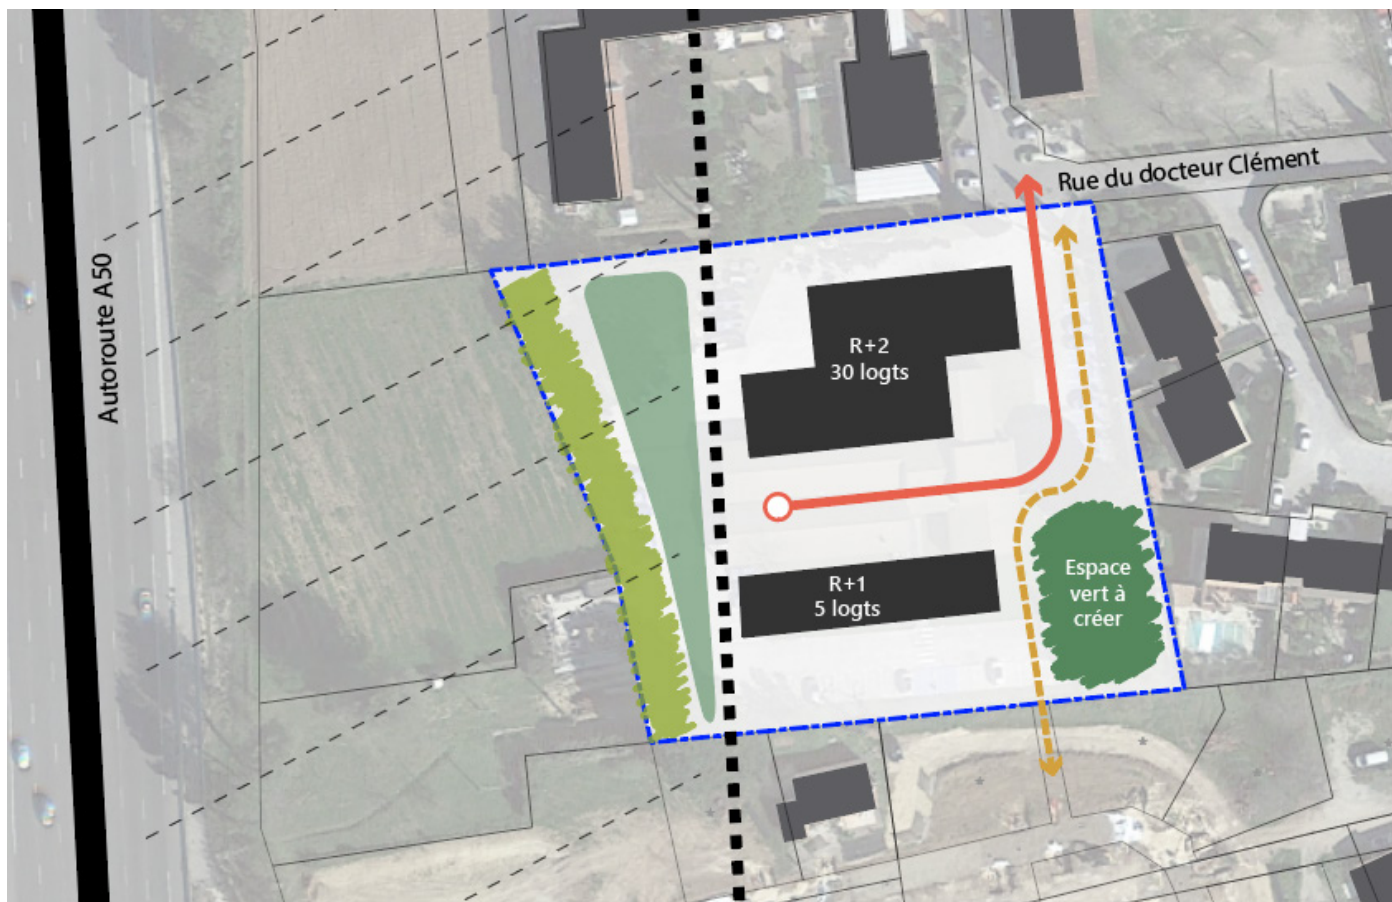 Rue du docteur Clément
Autoroute A50
R+2
30 logts
R+1
5 logts
Espace
vert à
créer